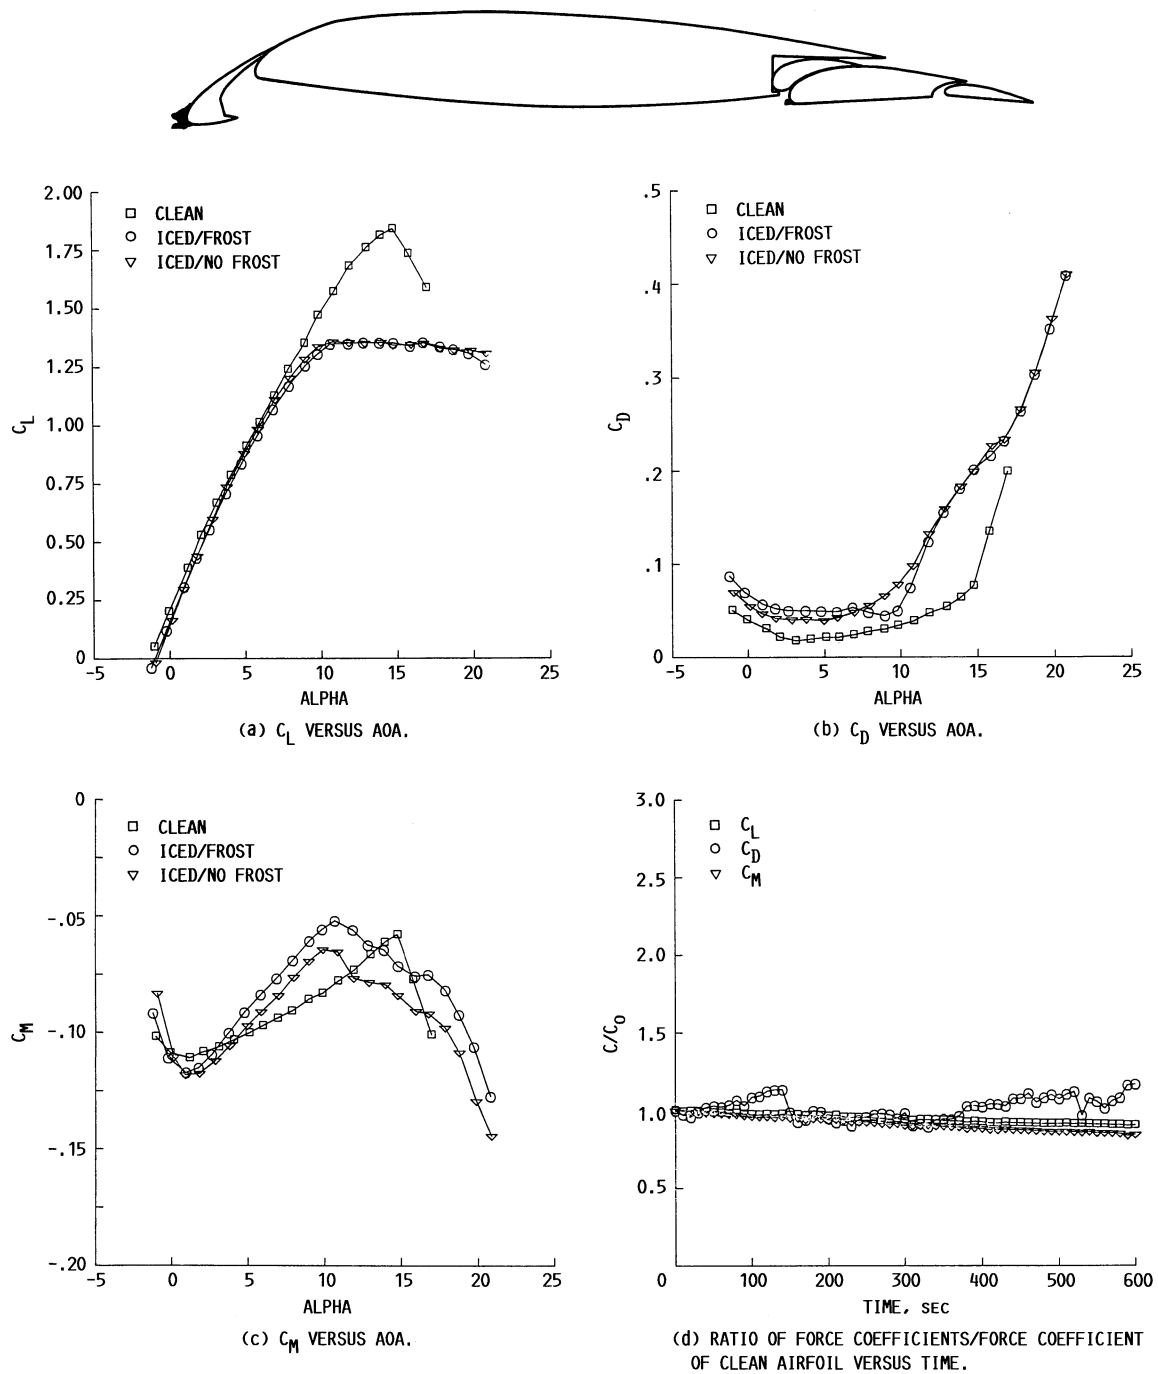 2.00
1.75
1.50
1.25
1.00
0.75
0.50
0.25
0
C_L
□ CLEAN
○ ICED/FROST
▽ ICED/NO FROST
-5 0 5 10 15 20 25
ALPHA
(a) C_L VERSUS AOA.
.5
.4
.3
.2
.1
0
C_D
□ CLEAN
○ ICED/FROST
▽ ICED/NO FROST
-5 0 5 10 15 20 25
ALPHA
(b) C_D VERSUS AOA.
0
-.05
-.10
-.15
-.20
C_M
□ CLEAN
○ ICED/FROST
▽ ICED/NO FROST
-5 0 5 10 15 20 25
ALPHA
(c) C_M VERSUS AOA.
3.0
2.5
2.0
1.5
1.0
0.5
C/C_O
□ C_L
○ C_D
▽ C_M
0 100 200 300 400 500 600
TIME, SEC
(d) RATIO OF FORCE COEFFICIENTS/FORCE COEFFICIENT
OF CLEAN AIRFOIL VERSUS TIME.